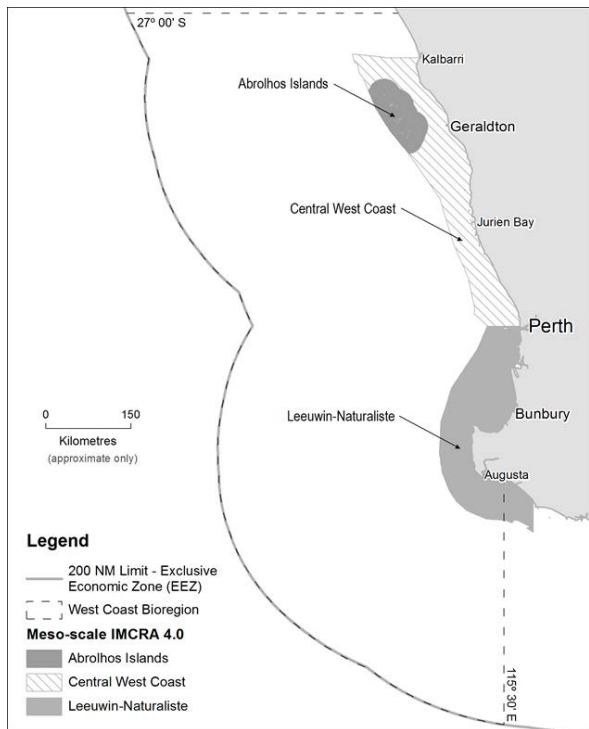 27º 00' S
Kalbarri
Abrolhos Islands
Geraldton
Central West Coast
Jurien Bay
Perth
Leeuwin-Naturaliste
Bunbury
0 150
Kilometres
(approximate only)
Augusta
115º 30' E
Legend
200 NM Limit - Exclusive
Economic Zone (EEZ)
West Coast Bioregion
Meso-scale IMCRA 4.0
Abrolhos Islands
Central West Coast
Leeuwin-Naturaliste